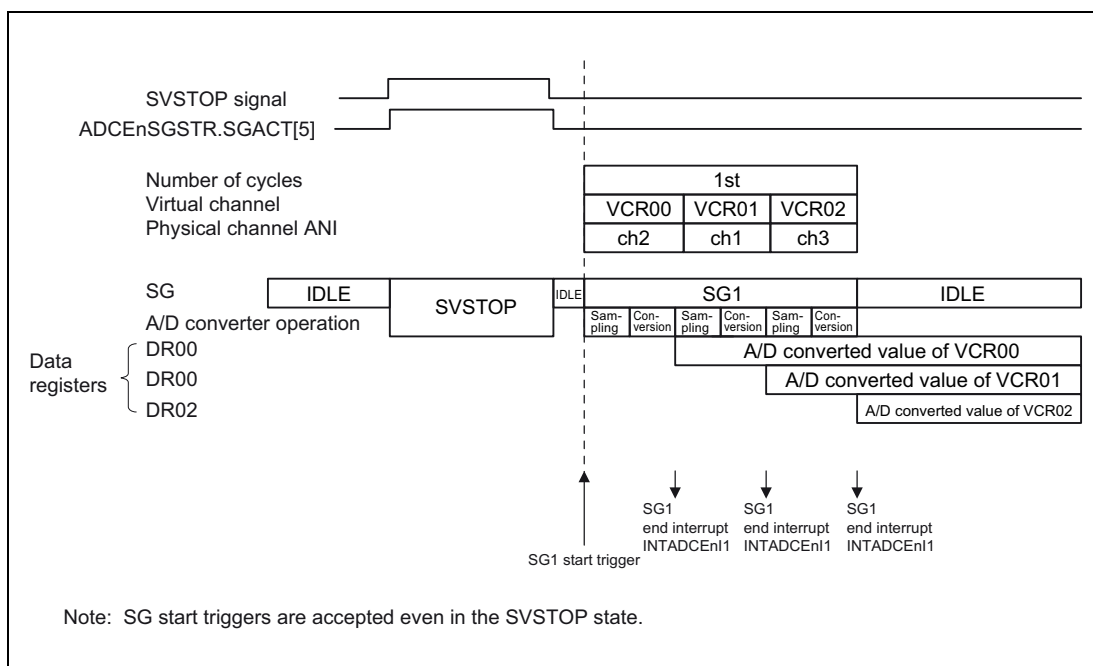 SVSTOP signal
ADCEnSGSTR.SGACT[5]
Number of cycles
1st
Virtual channel
VCR00 VCR01 VCR02
Physical channel ANI
ch2 ch1 ch3
SG
IDLE SVSTOP IDLE SG1 IDLE
A/D converter operation
Sam-
pling
Con-
version
Sam-
pling
Con-
version
Sam-
pling
Con-
version
Data
registers
DR00
A/D converted value of VCR00
DR00
A/D converted value of VCR01
DR02
A/D converted value of VCR02
SG1 start trigger
SG1
end interrupt
INTADCEnI1
SG1
end interrupt
INTADCEnI1
SG1
end interrupt
INTADCEnI1
Note: SG start triggers are accepted even in the SVSTOP state.